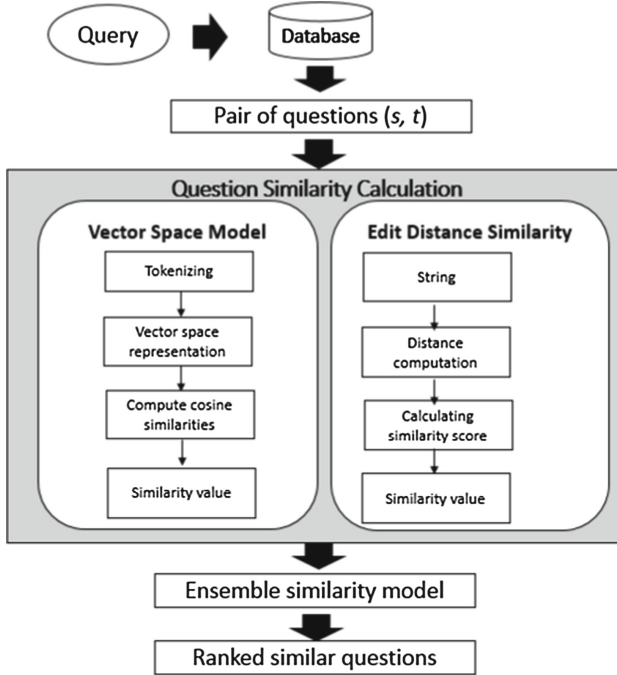 Query
Database
Pair of questions (s, t)
Question Similarity Calculation
Vector Space Model
Tokenizing
Vector space
representation
Compute cosine
similarities
Similarity value
Edit Distance Similarity
String
Distance
computation
Calculating
similarity score
Similarity value
Ensemble similarity model
Ranked similar questions